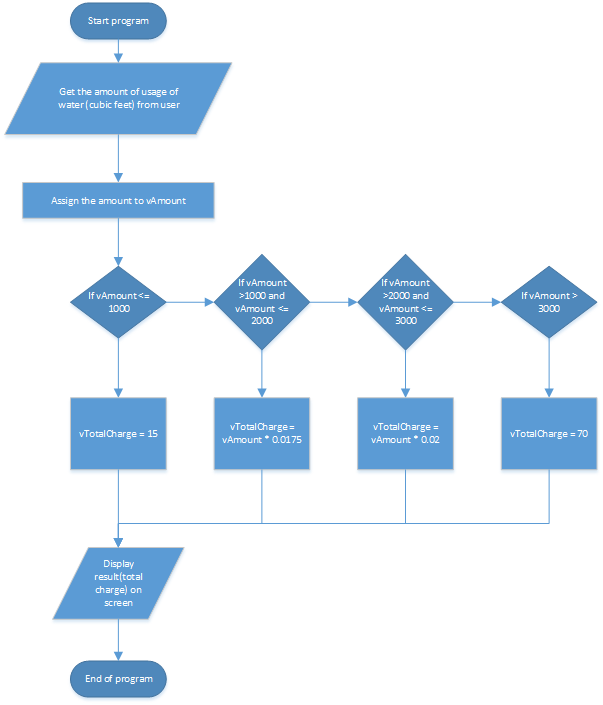 Start program
Get the amount of usage of
water (cubic feet) from user
Assign the amount to vAmount
If vAmount <=
1000
If vAmount
>1000 and
vAmount <=
2000
If vAmount
>2000 and
vAmount <=
3000
If vAmount >
3000
vTotalCharge = 15
vTotalCharge =
vAmount * 0.0175
vTotalCharge =
vAmount * 0.02
vTotalCharge = 70
Display
result(total
charge) on
screen
End of program